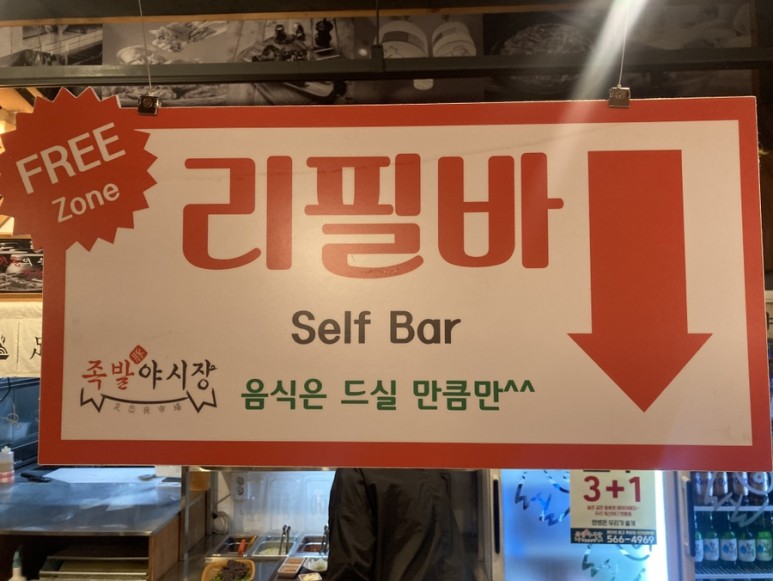 FREE
Zone
리필바
Self Bar
족발야시장
음식은 드실 만큼만^^
3+1
566-4969